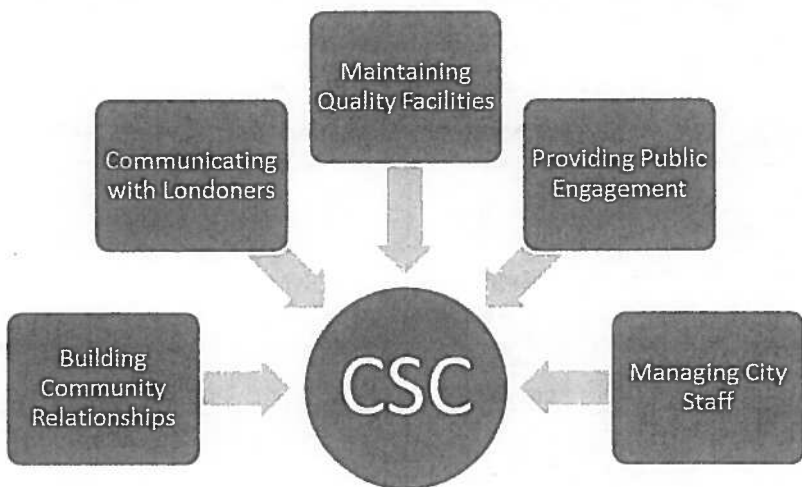 Maintaining
Quality Facilities
Communicating
with Londoners
Providing Public
Engagement
Building
Community
Relationships
CSC
Managing City
Staff